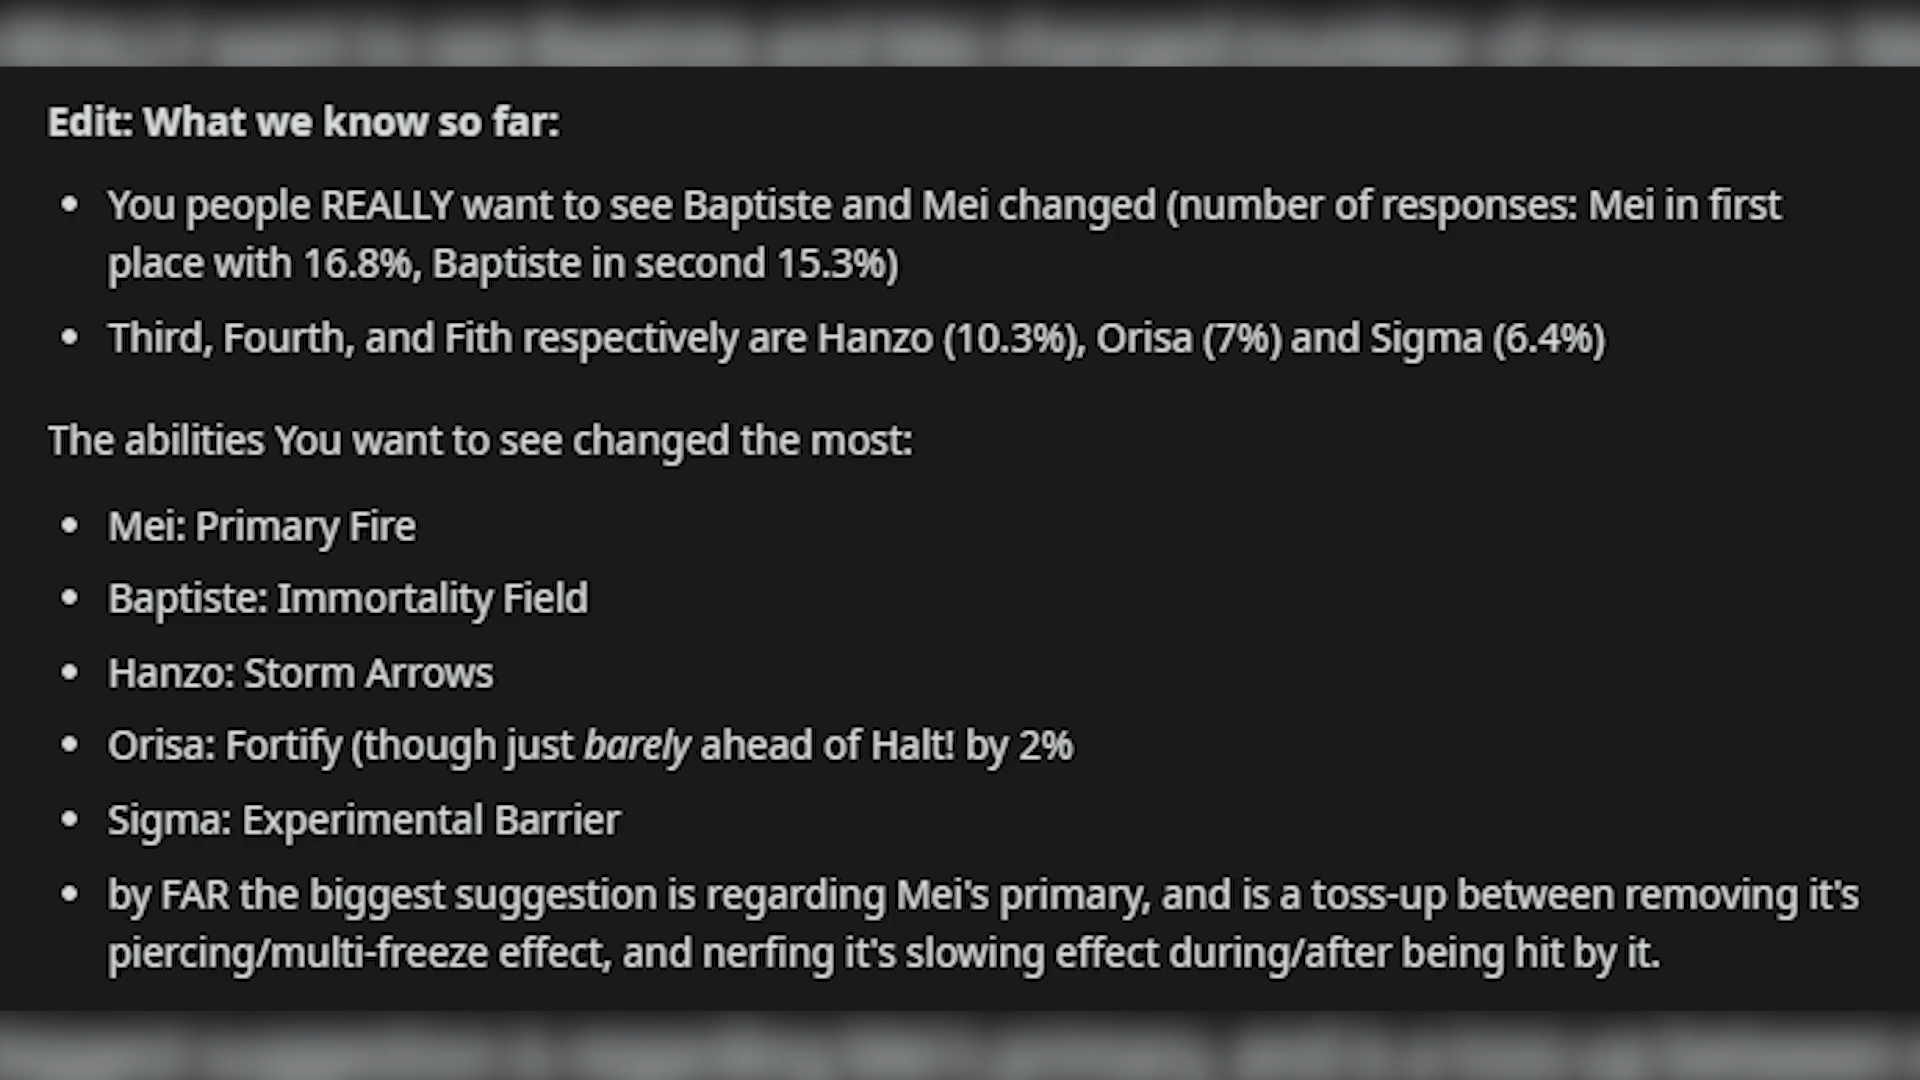 Edit: What we know so far:
• You people REALLY want to see Baptiste and Mei changed (number of responses: Mei in first
place with 16.8%, Baptiste in second 15.3%)
• Third, Fourth, and Fith respectively are Hanzo (10.3%), Orisa (7%) and Sigma (6.4%)
The abilities You want to see changed the most:
• Mei: Primary Fire
• Baptiste: Immortality Field
• Hanzo: Storm Arrows
• Orisa: Fortify (though just barely ahead of Halt! by 2%
• Sigma: Experimental Barrier
• by FAR the biggest suggestion is regarding Mei's primary, and is a toss-up between removing it's
piercing/multi-freeze effect, and nerfing it's slowing effect during/after being hit by it.